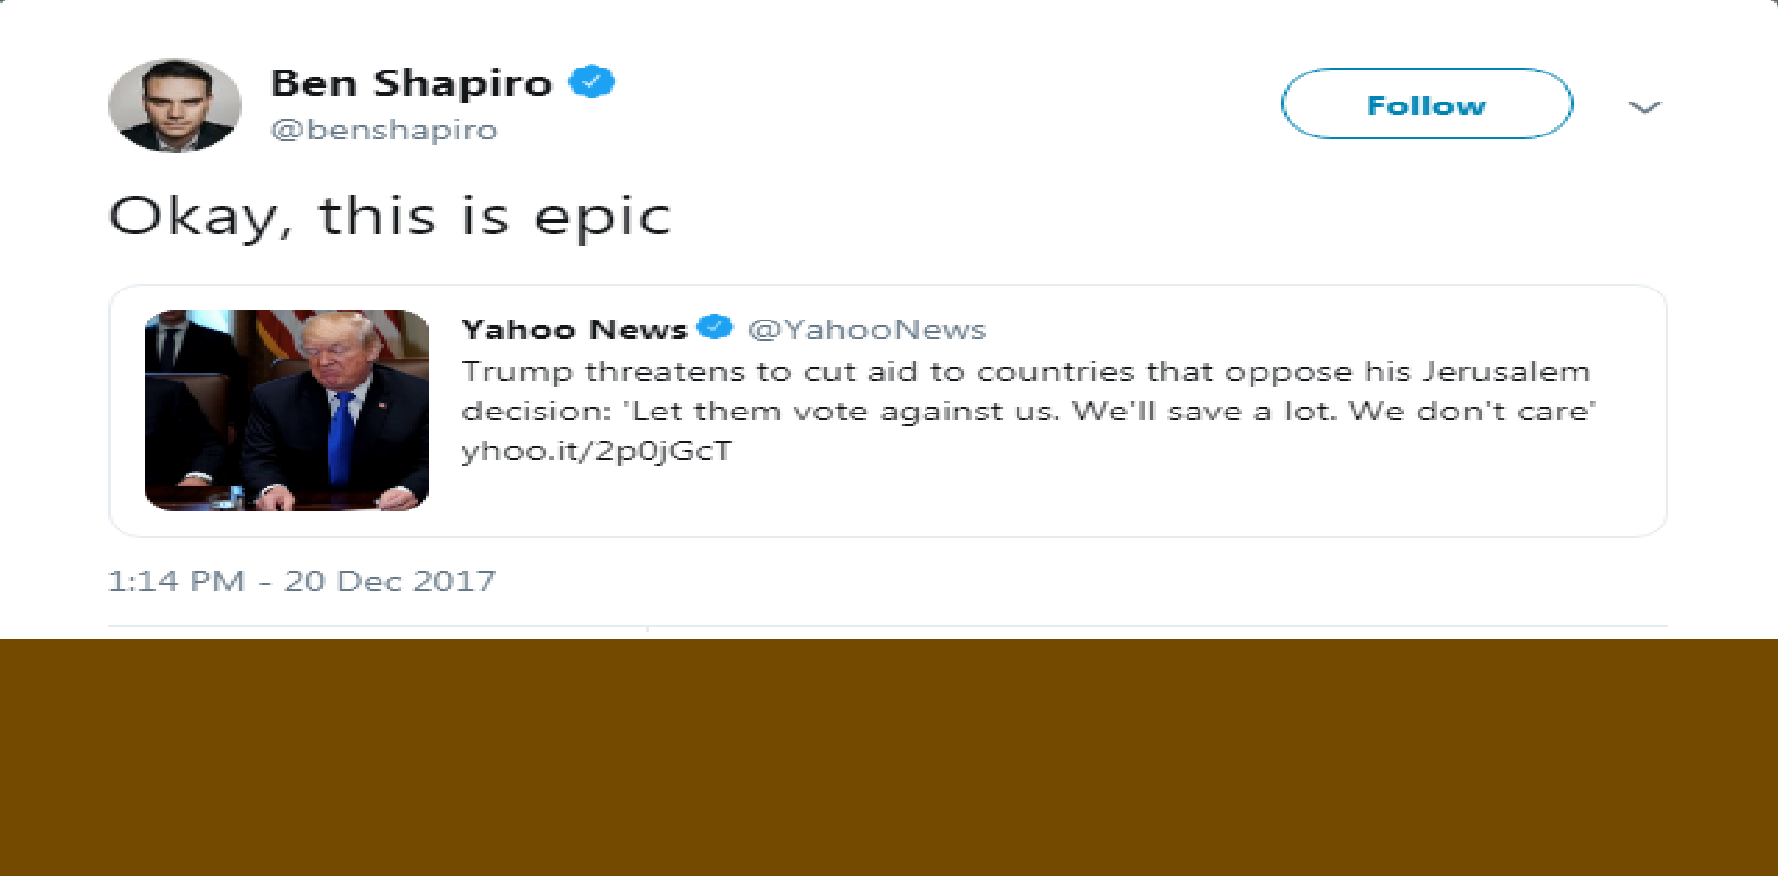 Ben Shapiro
@benshapiro
Follow
Okay, this is epic
Yahoo News @YahooNews
Trump threatens to cut aid to countries that oppose his Jerusalem
decision: 'Let them vote against us. We'll save a lot. We don't care'
yhoo.it/2p0jGcT
1:14 PM - 20 Dec 2017